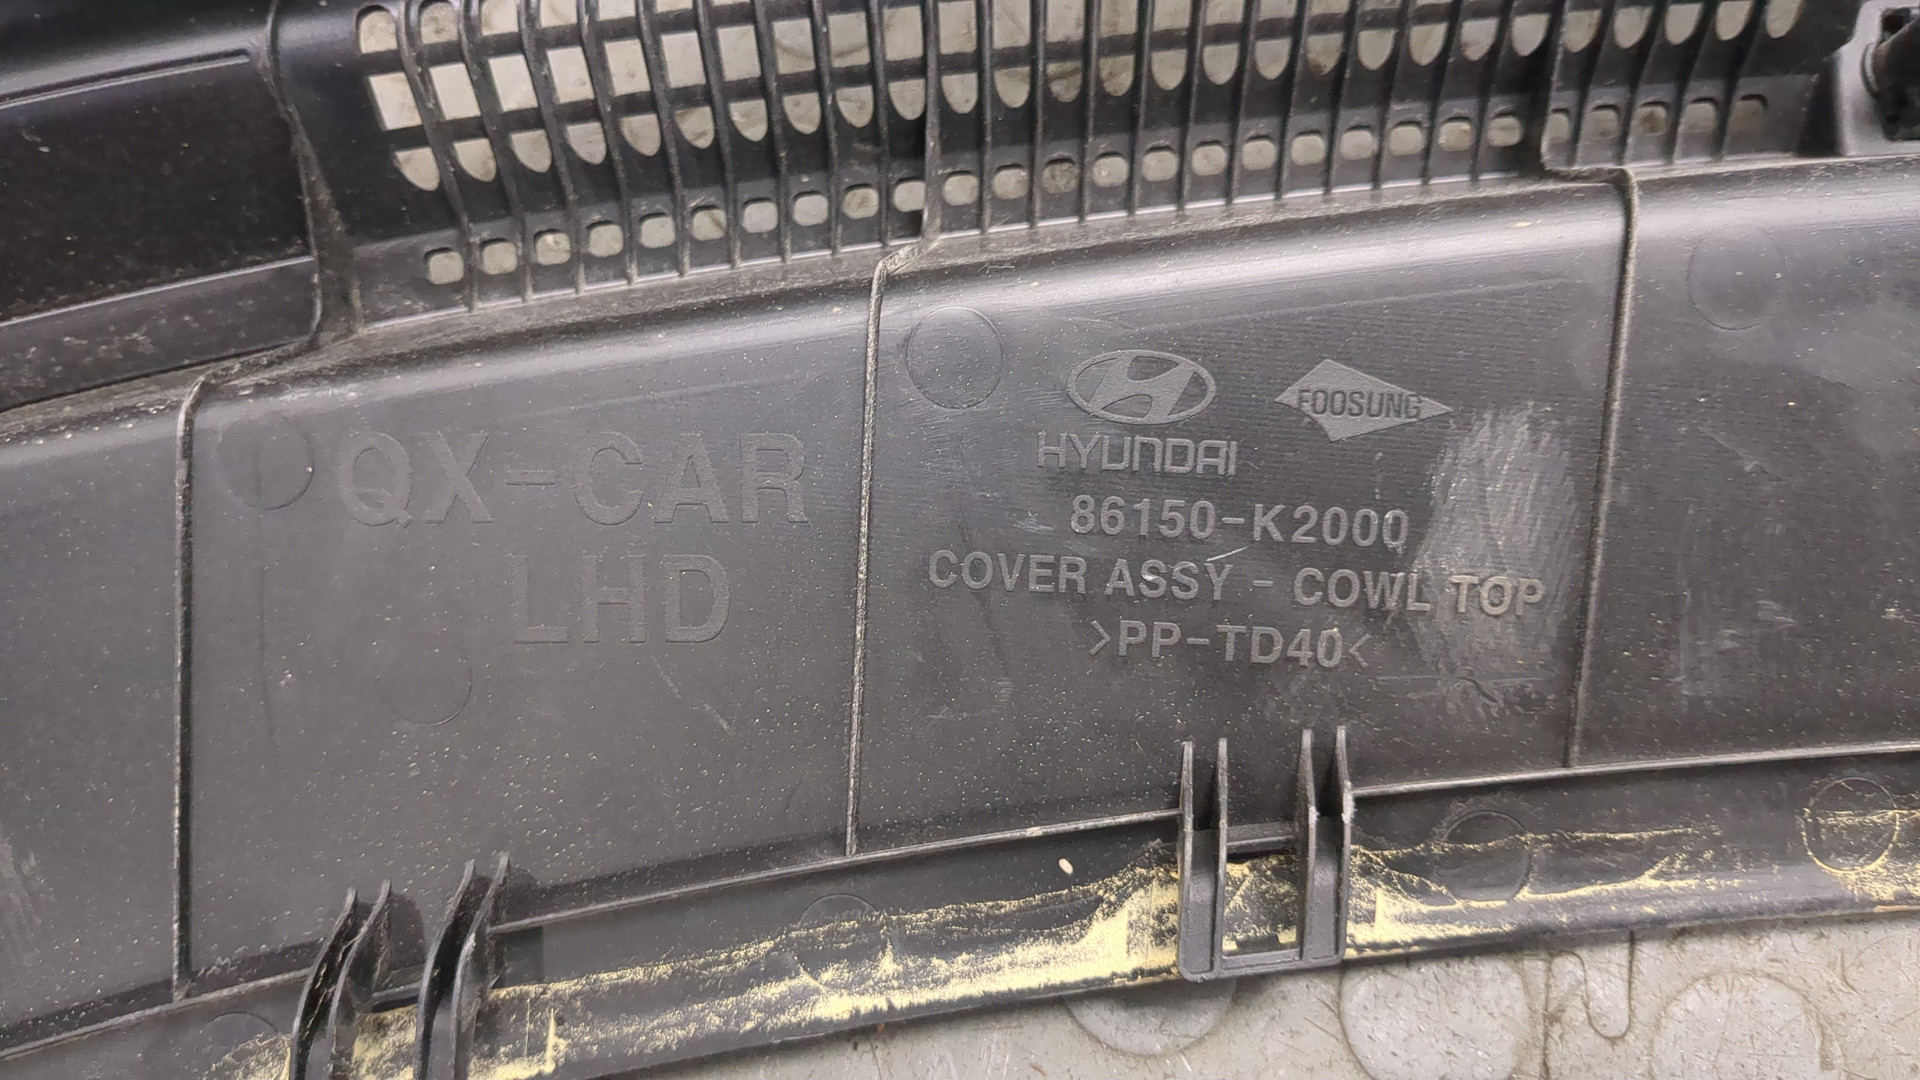 QX-CAR
LHD
HYUNDAI
FOOSUNG
86150-K2000
COVER ASSY - COWL TOP
>PP-TD40<